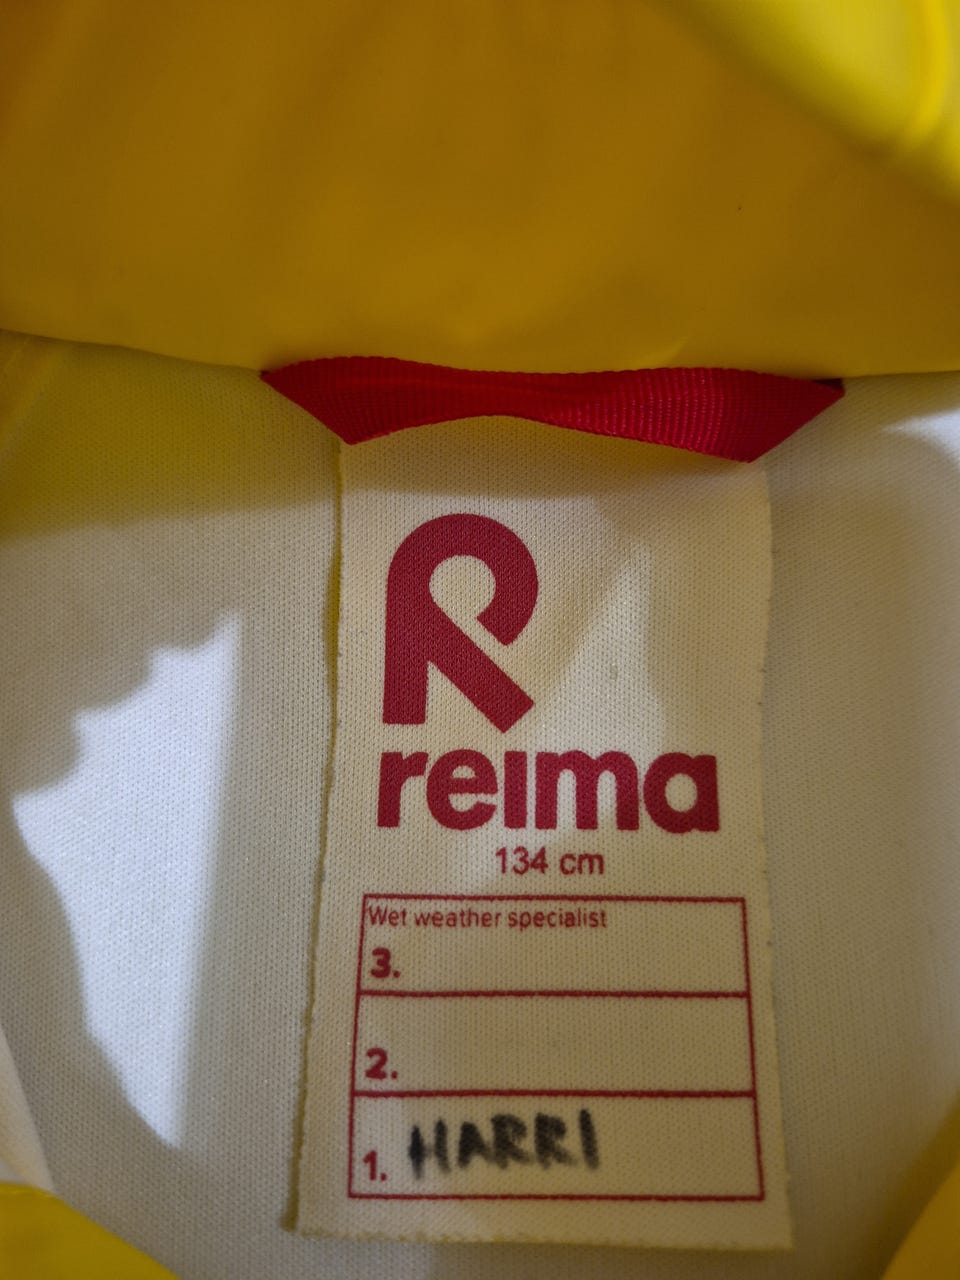 R
reima
134 cm
Wet weather specialist
3.
2.
1. HARRI